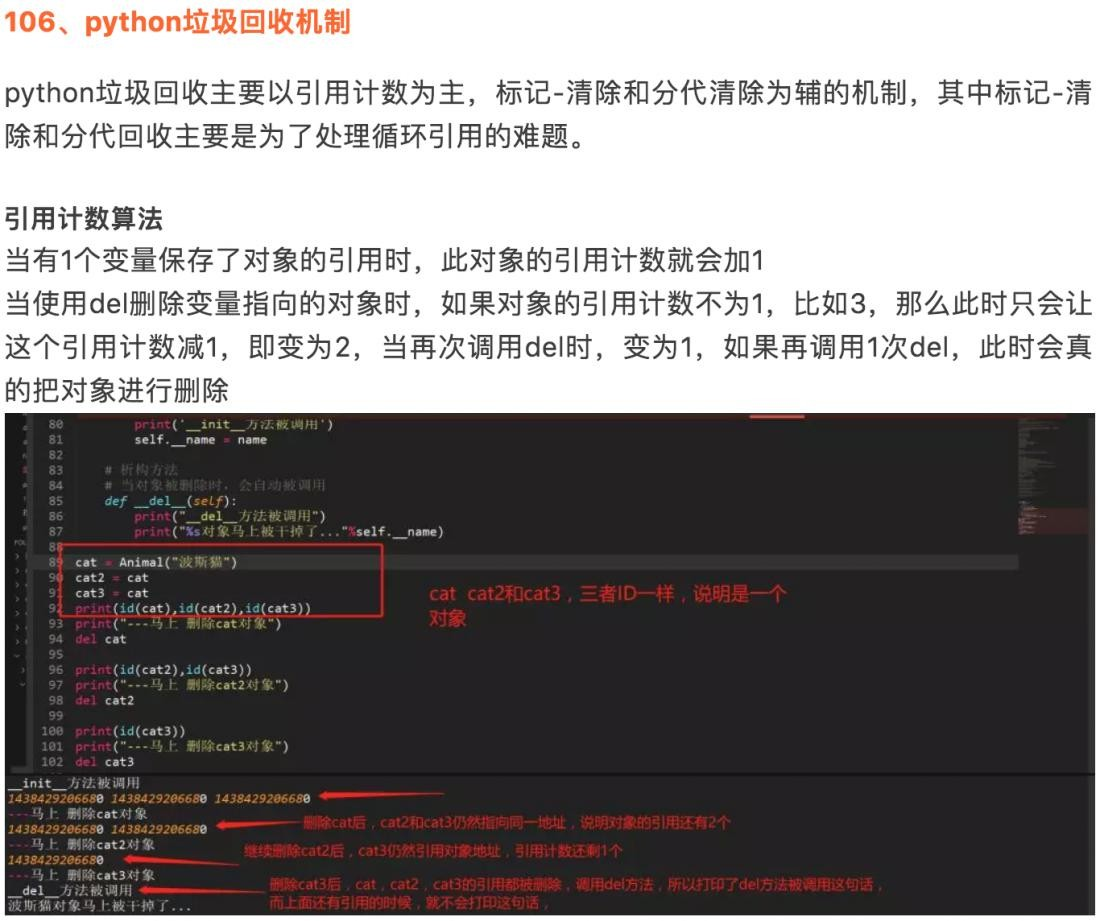 106、python垃圾回收机制
python垃圾回收主要以引用计数为主，标记-清除和分代清除为辅的机制，其中标记-清
除和分代回收主要是为了处理循环引用的难题。
引用计数算法
当有1个变量保存了对象的引用时，此对象的引用计数就会加1
当使用del删除变量指向的对象时，如果对象的引用计数不为1，比如3，那么此时只会让
这个引用计数减1，即变为2，当再次调用del时，变为1，如果再调用1次del，此时会真
的把对象进行删除
80 print('__init__方法被调用')
81 self.__name = name
82
83 # 析构方法
84 # 当对象被删除时，会自动被调用
85 def __del__(self):
86 print("__del__方法被调用")
87 print("%s对象马上被干掉了..."%self.__name)
88
89 cat = Animal("波斯猫")
90 cat2 = cat
91 cat3 = cat
92 print(id(cat),id(cat2),id(cat3))
cat cat2和cat3，三者ID一样，说明是一个
对象
93 print("---马上 删除cat对象")
94 del cat
95
96 print(id(cat2),id(cat3))
97 print("---马上 删除cat2对象")
98 del cat2
99
100 print(id(cat3))
101 print("---马上 删除cat3对象")
102 del cat3
__init__方法被调用
1438429206680 1438429206680 1438429206680
---马上 删除cat对象
1438429206680 1438429206680
删除cat后，cat2和cat3仍然指向同一地址，说明对象的引用还有2个
---马上 删除cat2对象
继续删除cat2后，cat3仍然引用对象地址，引用计数还剩1个
1438429206680
---马上 删除cat3对象
__del__方法被调用
删除cat3后，cat，cat2，cat3的引用都被删除，调用del方法，所以打印了del方法被调用这句话，
而上面还有引用的时候，就不会打印这句话，
波斯猫对象马上被干掉了...